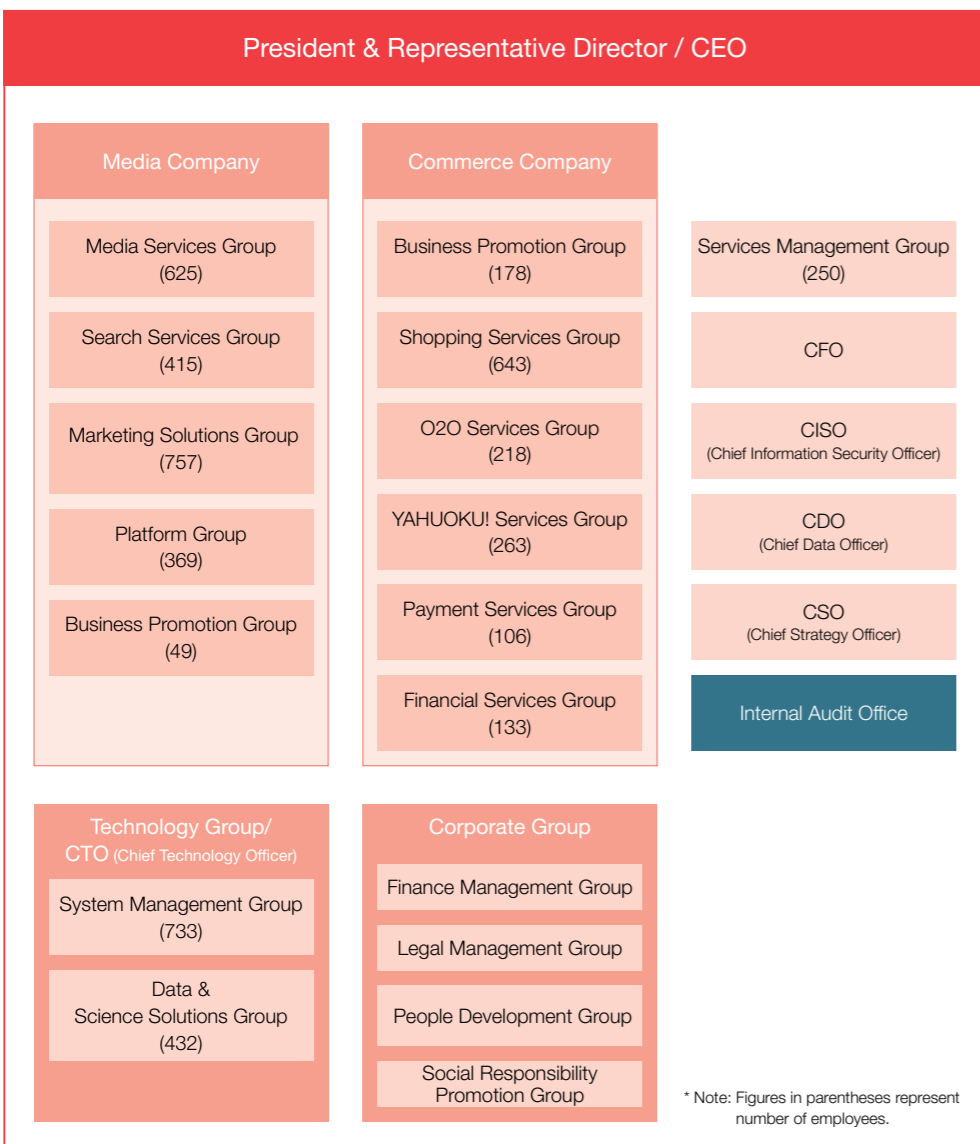 President & Representative Director / CEO
Media Company
Media Services Group
(625)
Search Services Group
(415)
Marketing Solutions Group
(757)
Platform Group
(369)
Business Promotion Group
(49)
Commerce Company
Business Promotion Group
(178)
Shopping Services Group
(643)
O2O Services Group
(218)
YAHUOKU! Services Group
(263)
Payment Services Group
(106)
Financial Services Group
(133)
Services Management Group
(250)
CFO
CISO
(Chief Information Security Officer)
CDO
(Chief Data Officer)
CSO
(Chief Strategy Officer)
Internal Audit Office
Technology Group/
CTO (Chief Technology Officer)
System Management Group
(733)
Data &
Science Solutions Group
(432)
Corporate Group
Finance Management Group
Legal Management Group
People Development Group
Social Responsibility
Promotion Group
* Note: Figures in parentheses represent
number of employees.